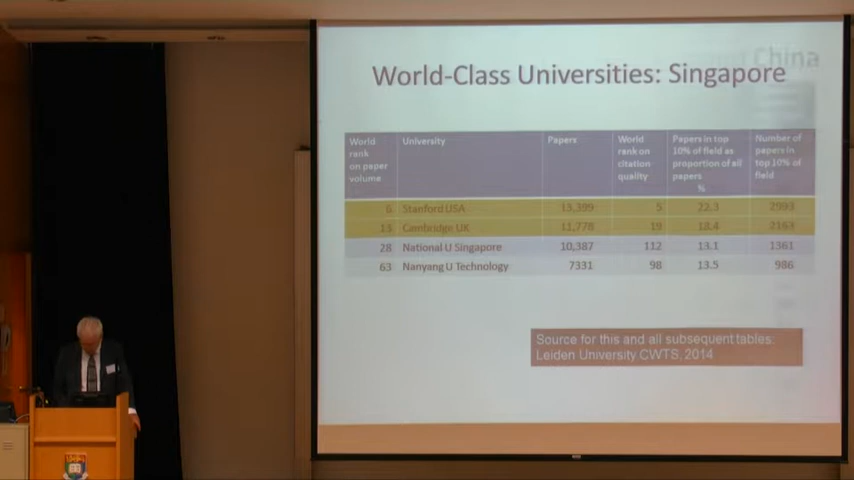 China
World-Class Universities: Singapore
World rank on paper volume
University
Papers
World rank on citation quality
Papers in top 10% of field as proportion of all papers %
Number of papers in top 10% of field
6 Stanford USA 13,399 5 22.3 2993
13 Cambridge UK 11,778 19 18.4 2163
28 National U Singapore 10,387 112 13.1 1361
63 Nanyang U Technology 7331 98 13.5 986
Source for this and all subsequent tables:
Leiden University CWTS, 2014